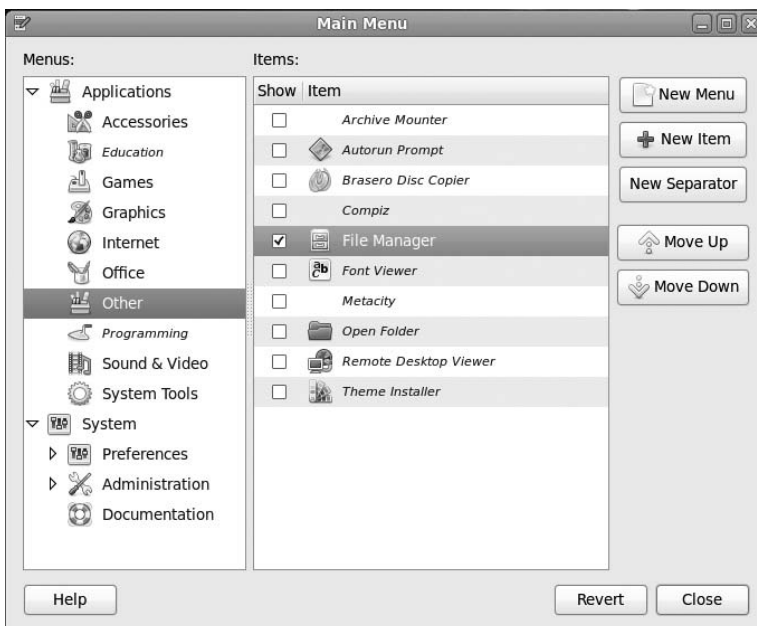 Main Menu
Menus:
Applications
Accessories
Education
Games
Graphics
Internet
Office
Other
Programming
Sound & Video
System Tools
System
Preferences
Administration
Documentation
Items:
Show Item
Archive Mounter
Autorun Prompt
Brasero Disc Copier
Compiz
File Manager
ab
c
Font Viewer
Metacity
Open Folder
Remote Desktop Viewer
Theme Installer
New Menu
New Item
New Separator
Move Up
Move Down
Help
Revert
Close